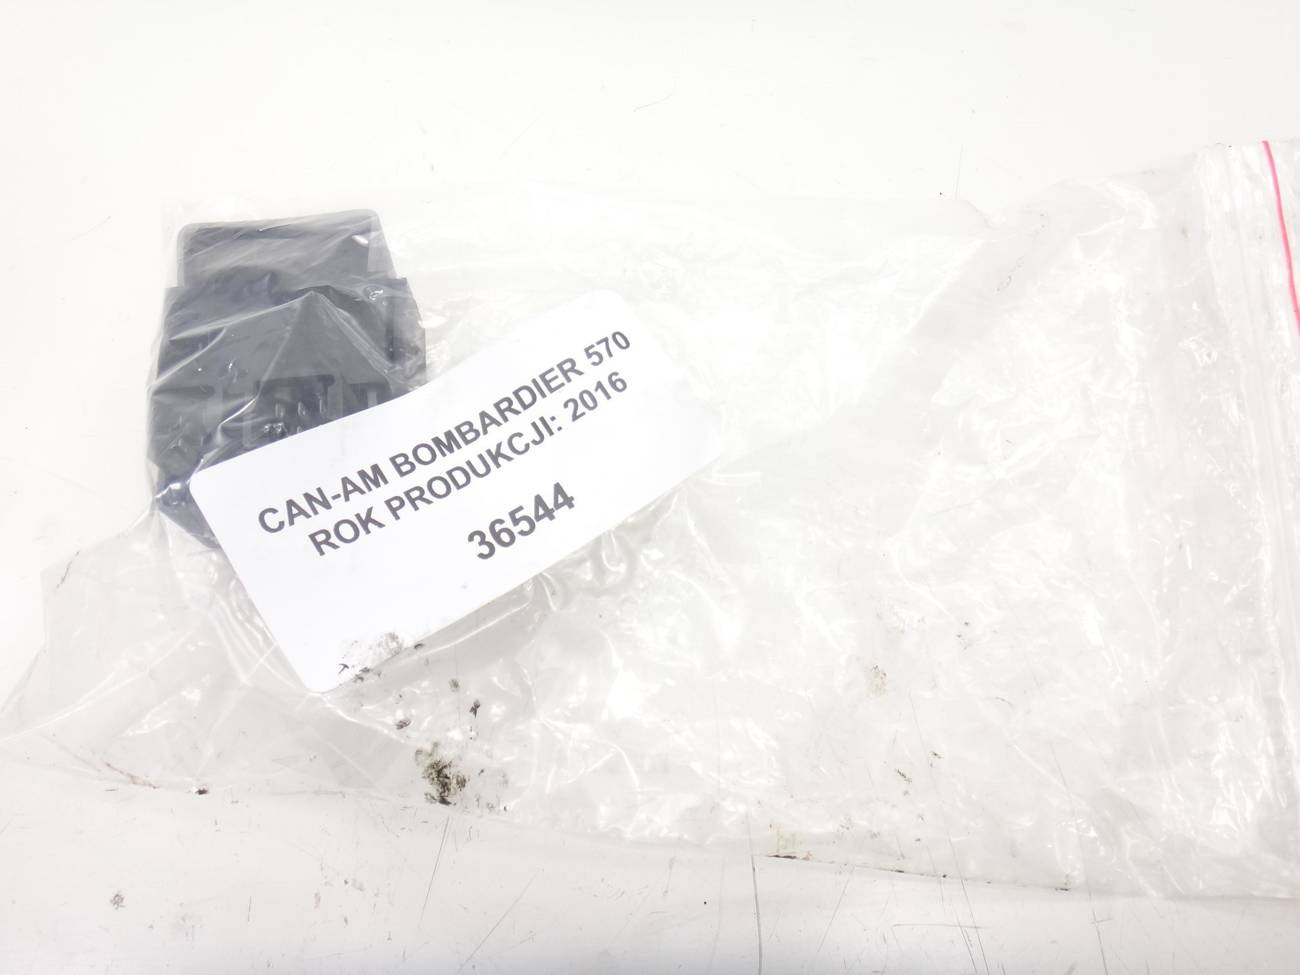 CAN-AM BOMBARDIER 570
ROK PRODUKCJI: 2016
36544